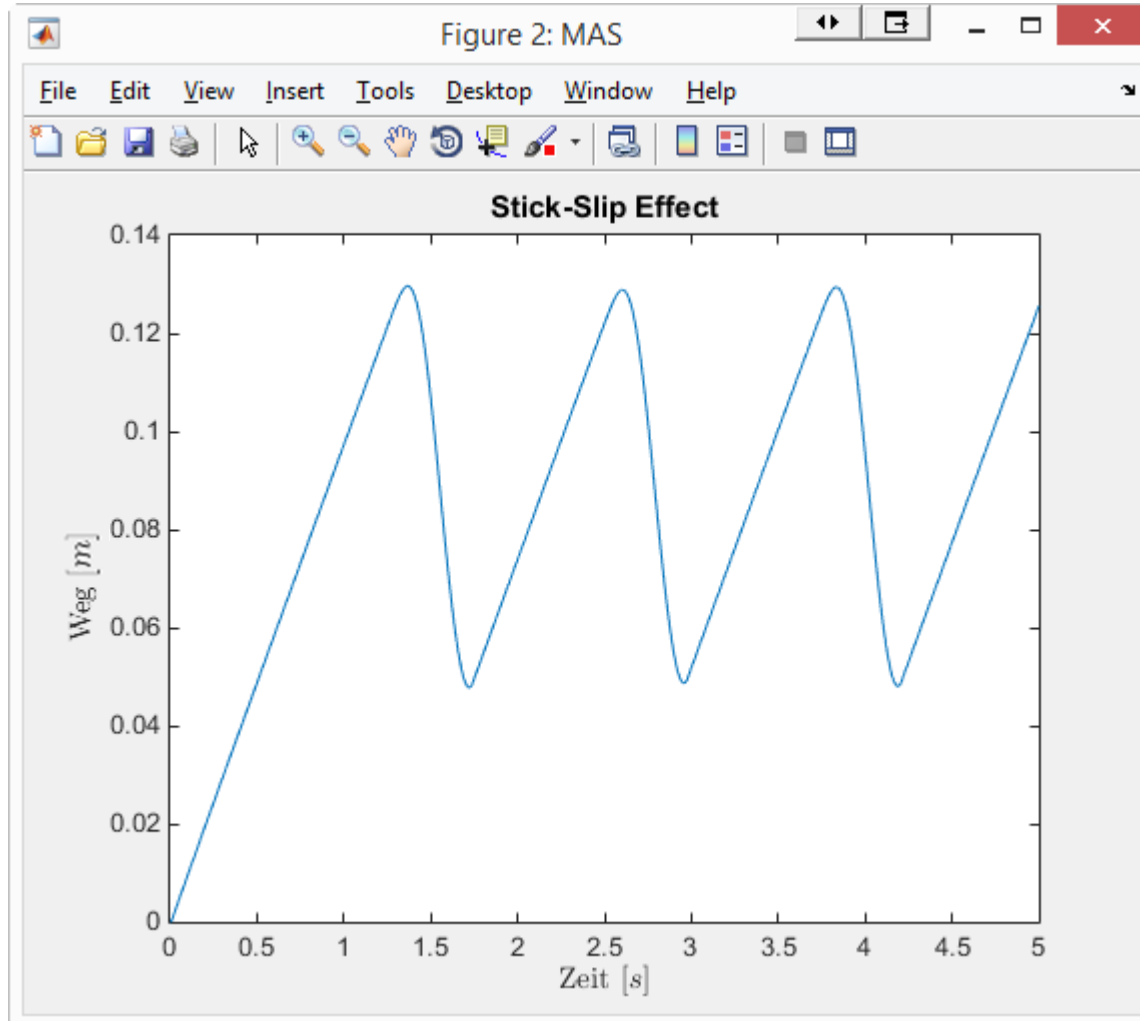 Figure 2: MAS
File Edit View Insert Tools Desktop Window Help
Stick-Slip Effect
0.14
0.12
0.1
0.08
0.06
0.04
0.02
0
Weg [m]
0 0.5 1 1.5 2 2.5 3 3.5 4 4.5 5
Zeit [s]